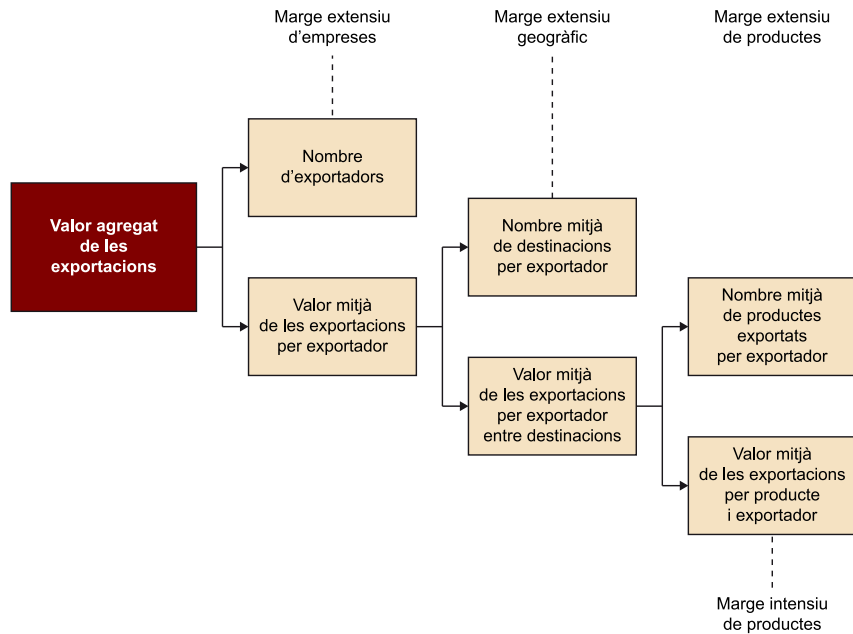 Marge extensiu
d’empreses
Marge extensiu
geogràfic
Marge extensiu
de productes
Nombre
d’exportadors
Valor agregat
de les
exportacions
Nombre mitjà
de destinacions
per exportador
Valor mitjà
de les exportacions
per exportador
Nombre mitjà
de productes
exportats
per exportador
Valor mitjà
de les exportacions
per exportador
entre destinacions
Valor mitjà
de les exportacions
per producte
i exportador
Marge intensiu
de productes